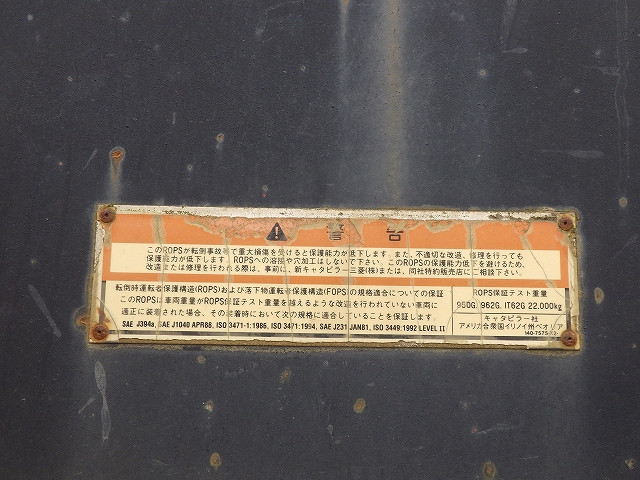 ⚠ 警告
このROPSが転倒事故等で重大損傷を受けると保護能力が低下します。また、不適切な改造、修理を行っても
保護能力が低下します。ROPSへの溶接や穴加工はしないで下さい。このROPSの保護能力低下を避けるため、
改造または修理を行われる際は、事前に、新キャタピラー三菱(株)または、同社特約販売店にご相談下さい。
転倒時運転者保護構造(ROPS)および落下物運転者保護構造(FOPS)の規格適合についての保証
このROPSは車両重量がROPS保証テスト重量を越えるような改造を行われていない車両に
適正に装着された場合、その装着時において次の規格に適合していることを保証します。
SAE J394a, SAE J1040 APR88, ISO 3471-1:1986, ISO 3471:1994, SAE J231 JAN81, ISO 3449:1992 LEVEL II
ROPS保証テスト重量
950G, 962G, IT62G 22,000kg
キャタピラー社
アメリカ合衆国イリノイ州ペオリア
140-7575